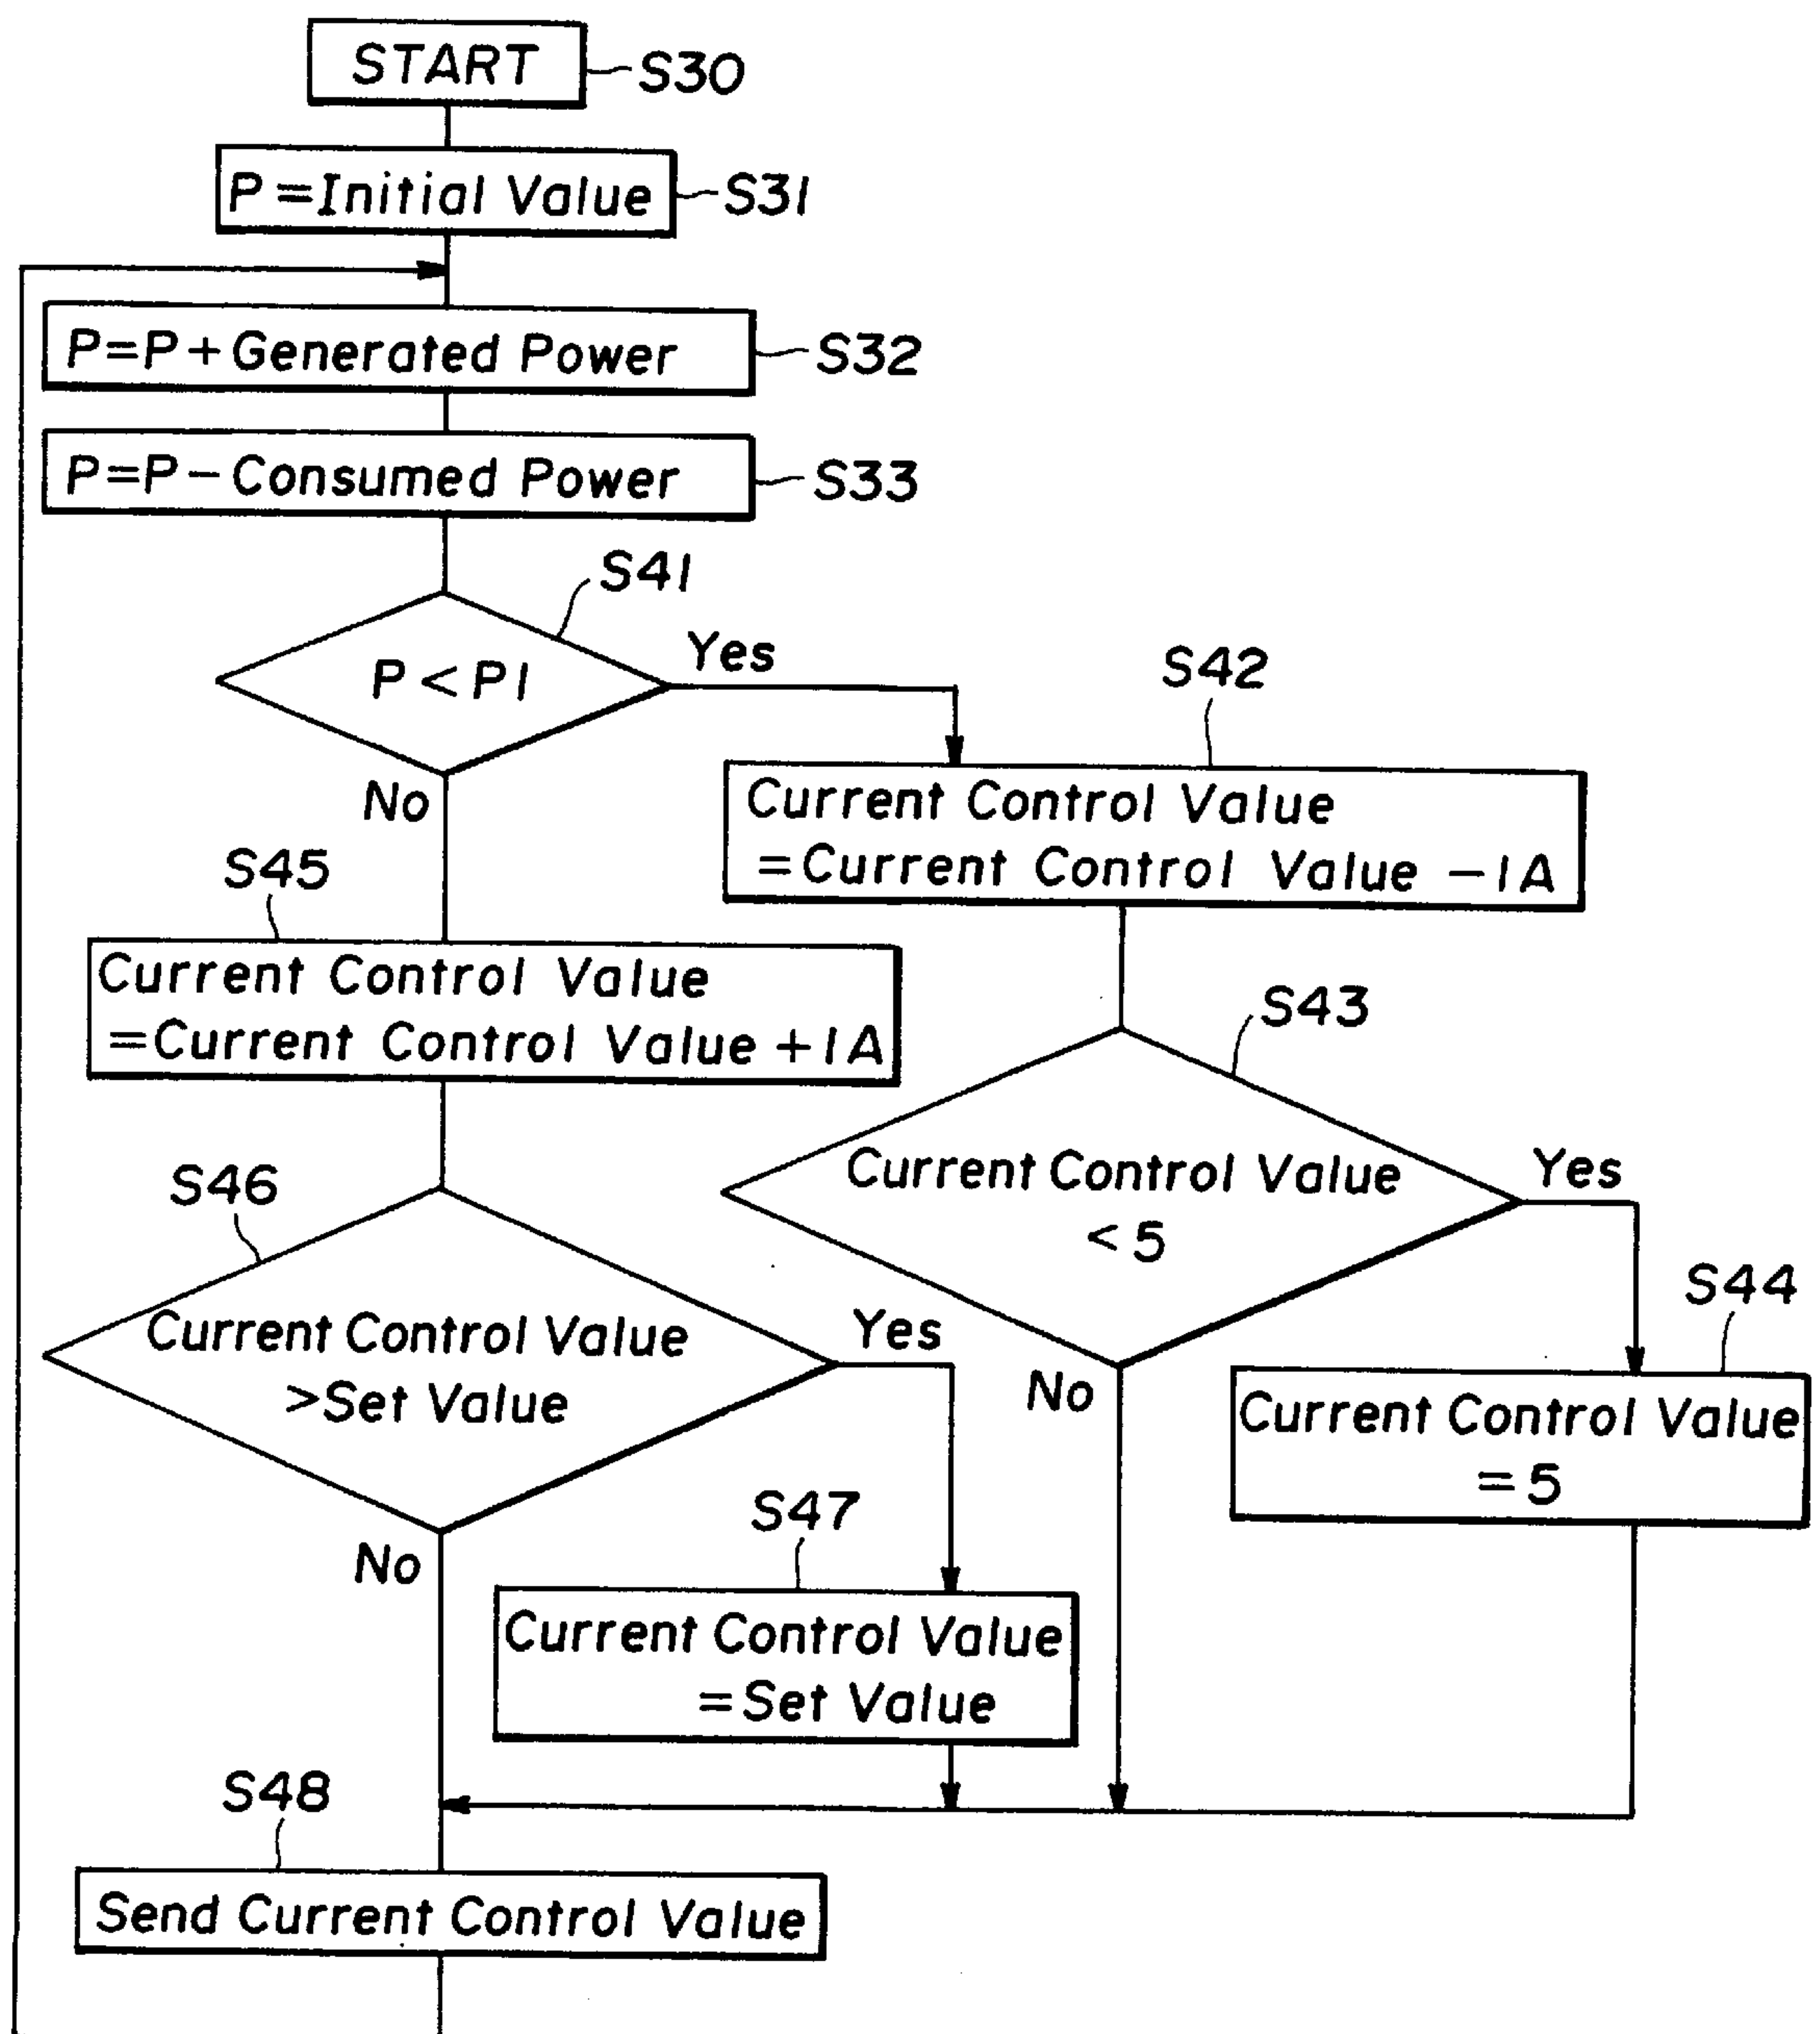 START
S30
P=Initial Value
S31
P=P+Generated Power
S32
P=P-Consumed Power
S33
S41
P<P1
Yes
No
S42
Current Control Value
=Current Control Value -1A
S45
Current Control Value
=Current Control Value +1A
S43
Current Control Value
<5
Yes
No
S46
Current Control Value
>Set Value
Yes
No
S44
Current Control Value
=5
S47
Current Control Value
=Set Value
S48
Send Current Control Value